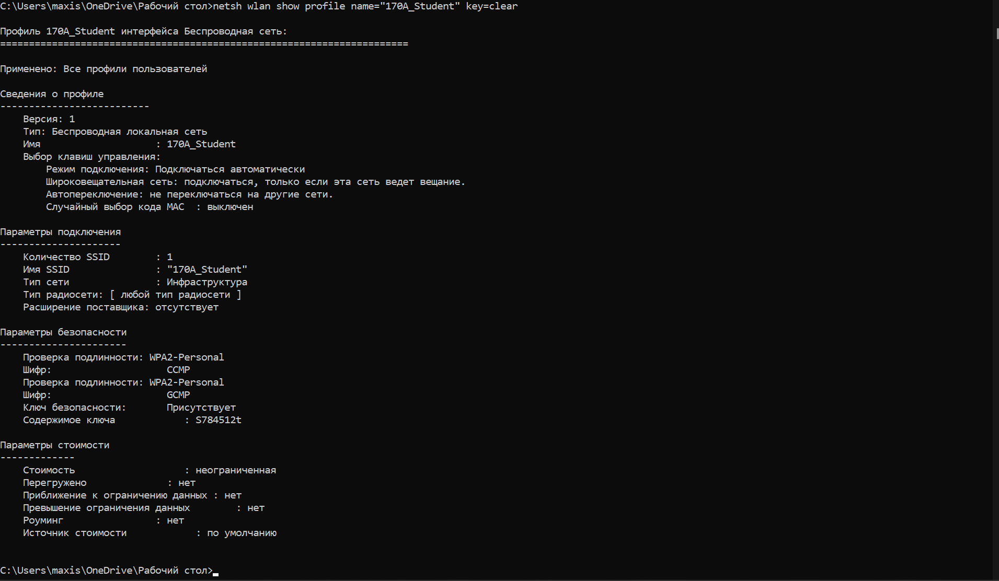 C:\Users\maxis\OneDrive\Рабочий стол>netsh wlan show profile name="170A_Student" key=clear
Профиль 170A_Student интерфейса Беспроводная сеть:
=======================================================================
Применено: Все профили пользователей
Сведения о профиле
--------------------------
Версия: 1
Тип: Беспроводная локальная сеть
Имя                    : 170A_Student
Выбор клавиш управления:
Режим подключения: Подключаться автоматически
Широковещательная сеть: подключаться, только если эта сеть ведет вещание.
Автопереключение: не переключаться на другие сети.
Случайный выбор кода MAC  : выключен
Параметры подключения
---------------------
Количество SSID        : 1
Имя SSID               : "170A_Student"
Тип сети               : Инфраструктура
Тип радиосети: [ любой тип радиосети ]
Расширение поставщика: отсутствует
Параметры безопасности
----------------------
Проверка подлинности: WPA2-Personal
Шифр:                    CCMP
Проверка подлинности: WPA2-Personal
Шифр:                    GCMP
Ключ безопасности:       Присутствует
Содержимое ключа            : S784512t
Параметры стоимости
-------------
Стоимость                   : неограниченная
Перегружено              : нет
Приближение к ограничению данных : нет
Превышение ограничения данных        : нет
Роуминг                : нет
Источник стоимости            : по умолчанию
C:\Users\maxis\OneDrive\Рабочий стол>